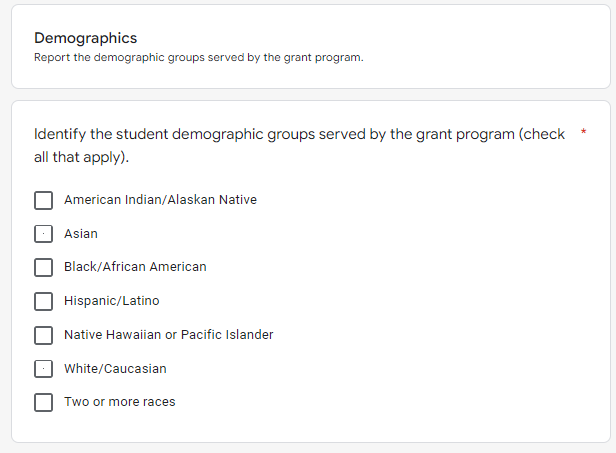 Demographics
Report the demographic groups served by the grant program.
Identify the student demographic groups served by the grant program (check *
all that apply).
American Indian/Alaskan Native
Asian
Black/African American
Hispanic/Latino
Native Hawaiian or Pacific Islander
White/Caucasian
Two or more races